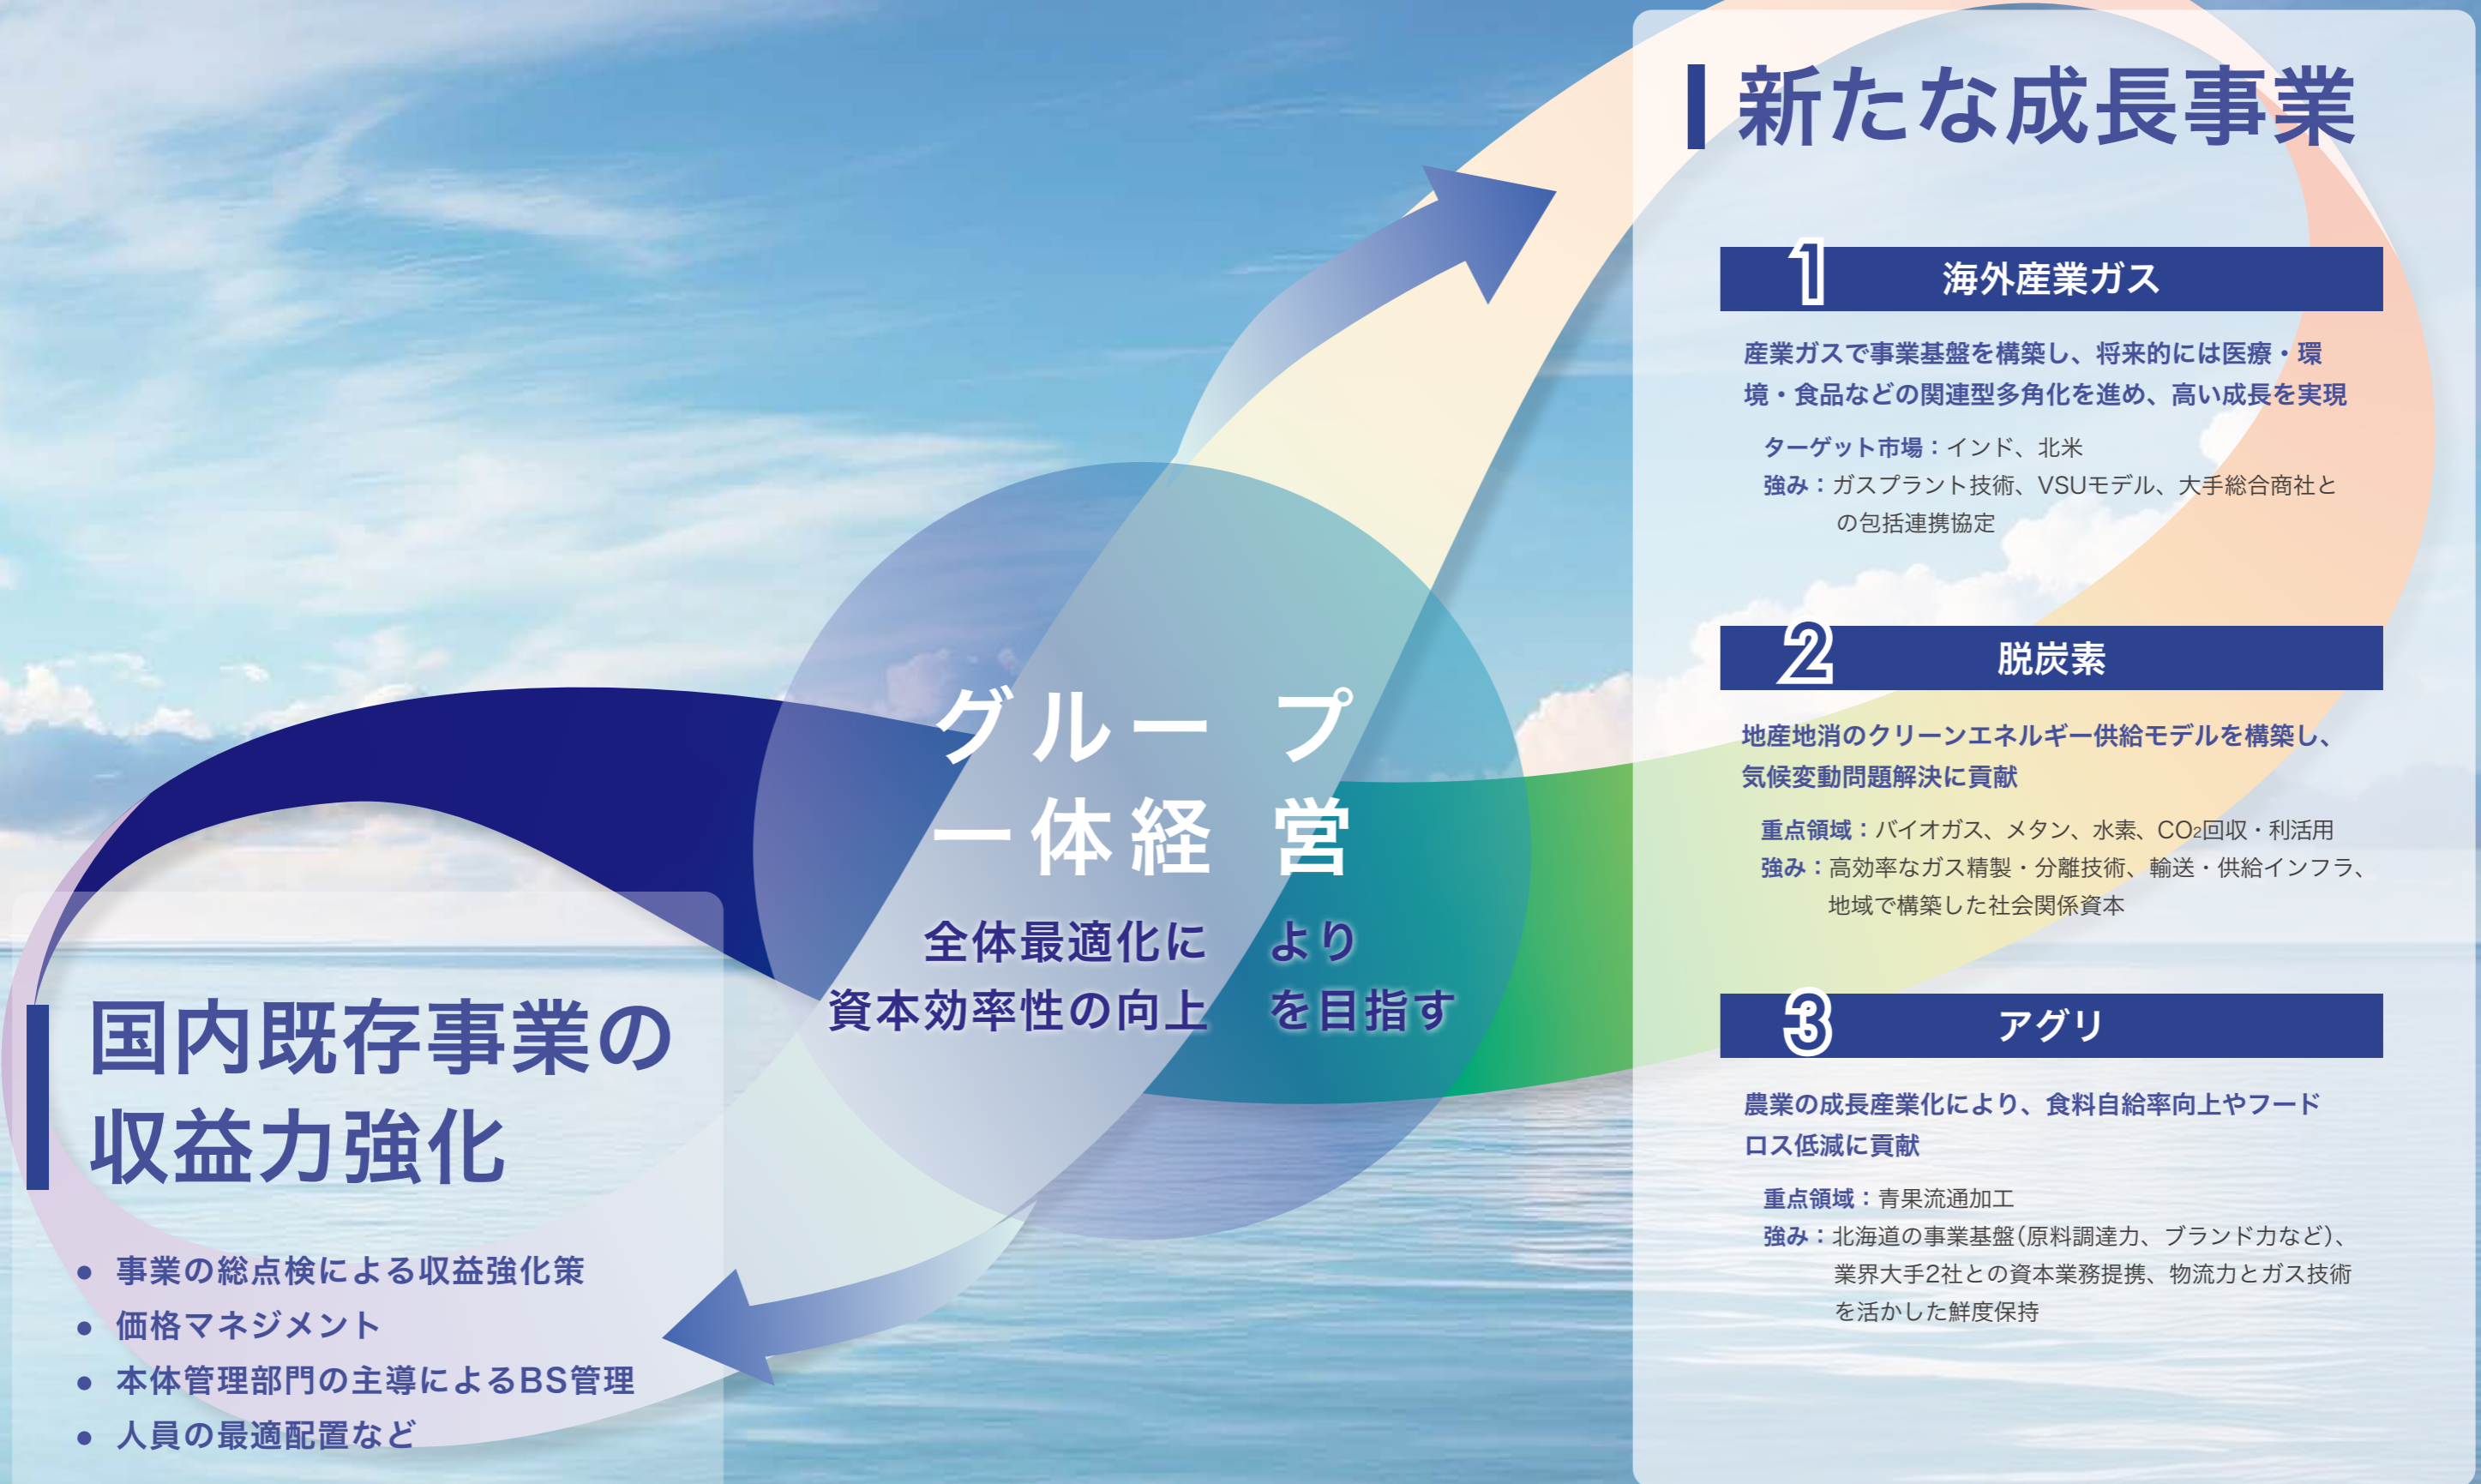 グループ
一体経営
全体最適化により
資本効率性の向上を目指す
国内既存事業の
収益力強化
● 事業の総点検による収益強化策
● 価格マネジメント
● 本体管理部門の主導によるBS管理
● 人員の最適配置など
新たな成長事業
1 海外産業ガス
産業ガスで事業基盤を構築し、将来的には医療・環
境・食品などの関連型多角化を進め、高い成長を実現
ターゲット市場：インド、北米
強み：ガスプラント技術、VSUモデル、大手総合商社と
の包括連携協定
2 脱炭素
地産地消のクリーンエネルギー供給モデルを構築し、
気候変動問題解決に貢献
重点領域：バイオガス、メタン、水素、CO₂回収・利活用
強み：高効率なガス精製・分離技術、輸送・供給インフラ、
地域で構築した社会関係資本
3 アグリ
農業の成長産業化により、食料自給率向上やフード
ロス低減に貢献
重点領域：青果流通加工
強み：北海道の事業基盤(原料調達力、ブランド力など)、
業界大手2社との資本業務提携、物流力とガス技術
を活かした鮮度保持